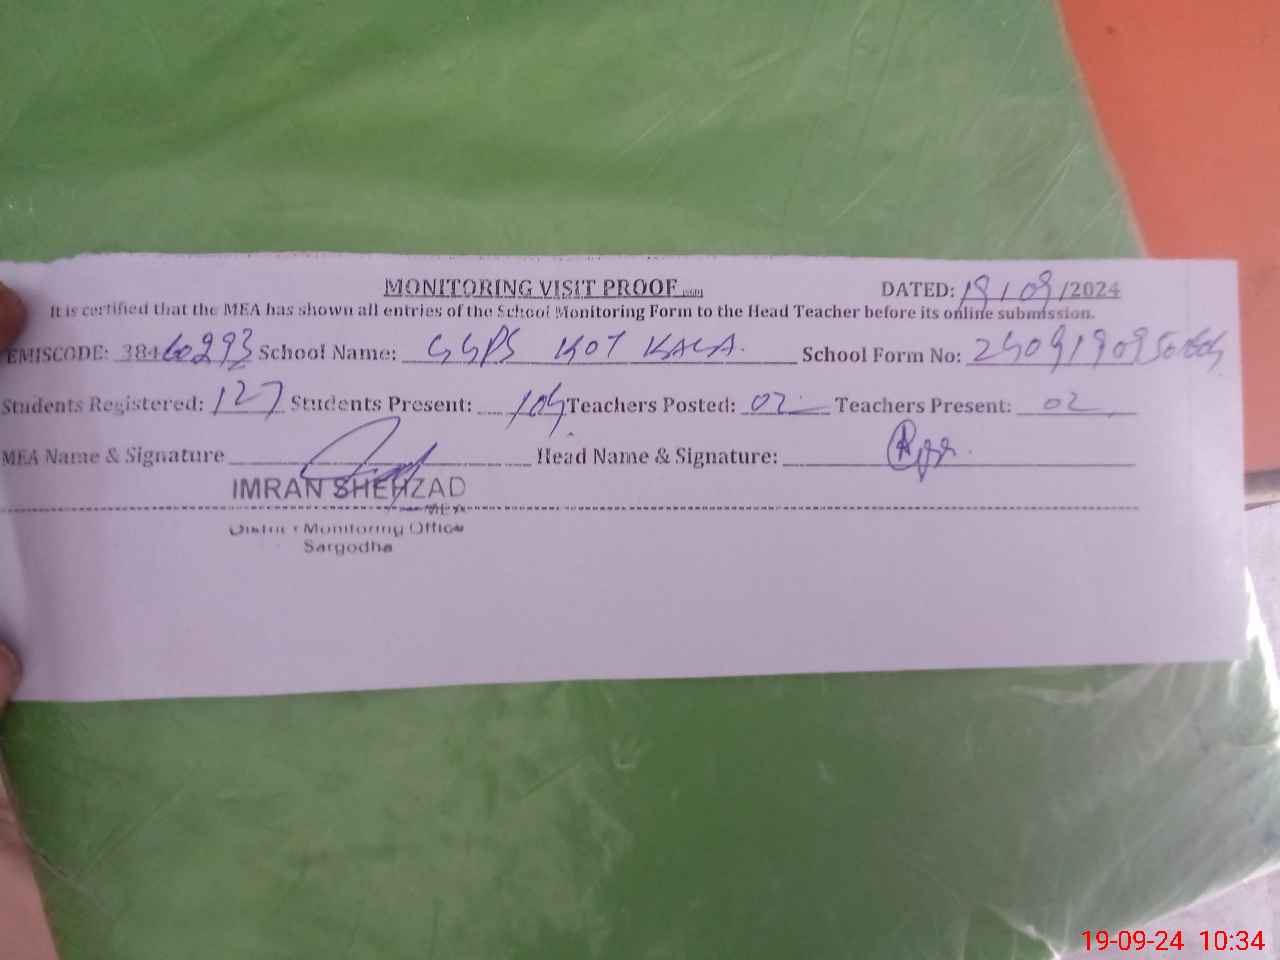 MONITORING VISIT PROOF DATED: 19/09/2024
It is certified that the MEA has shown all entries of the School Monitoring Form to the Head Teacher before its online submission.
EMISCODE: 38460293 School Name: GGPS KOT KALA. School Form No:
Students Registered: 127 Students Present: 104 Teachers Posted: 02 Teachers Present: 02
MEA Name & Signature Head Name & Signature:
IMRAN SHEHZAD
MEA
District Monitoring Office
Sargodha
19-09-24 10:34